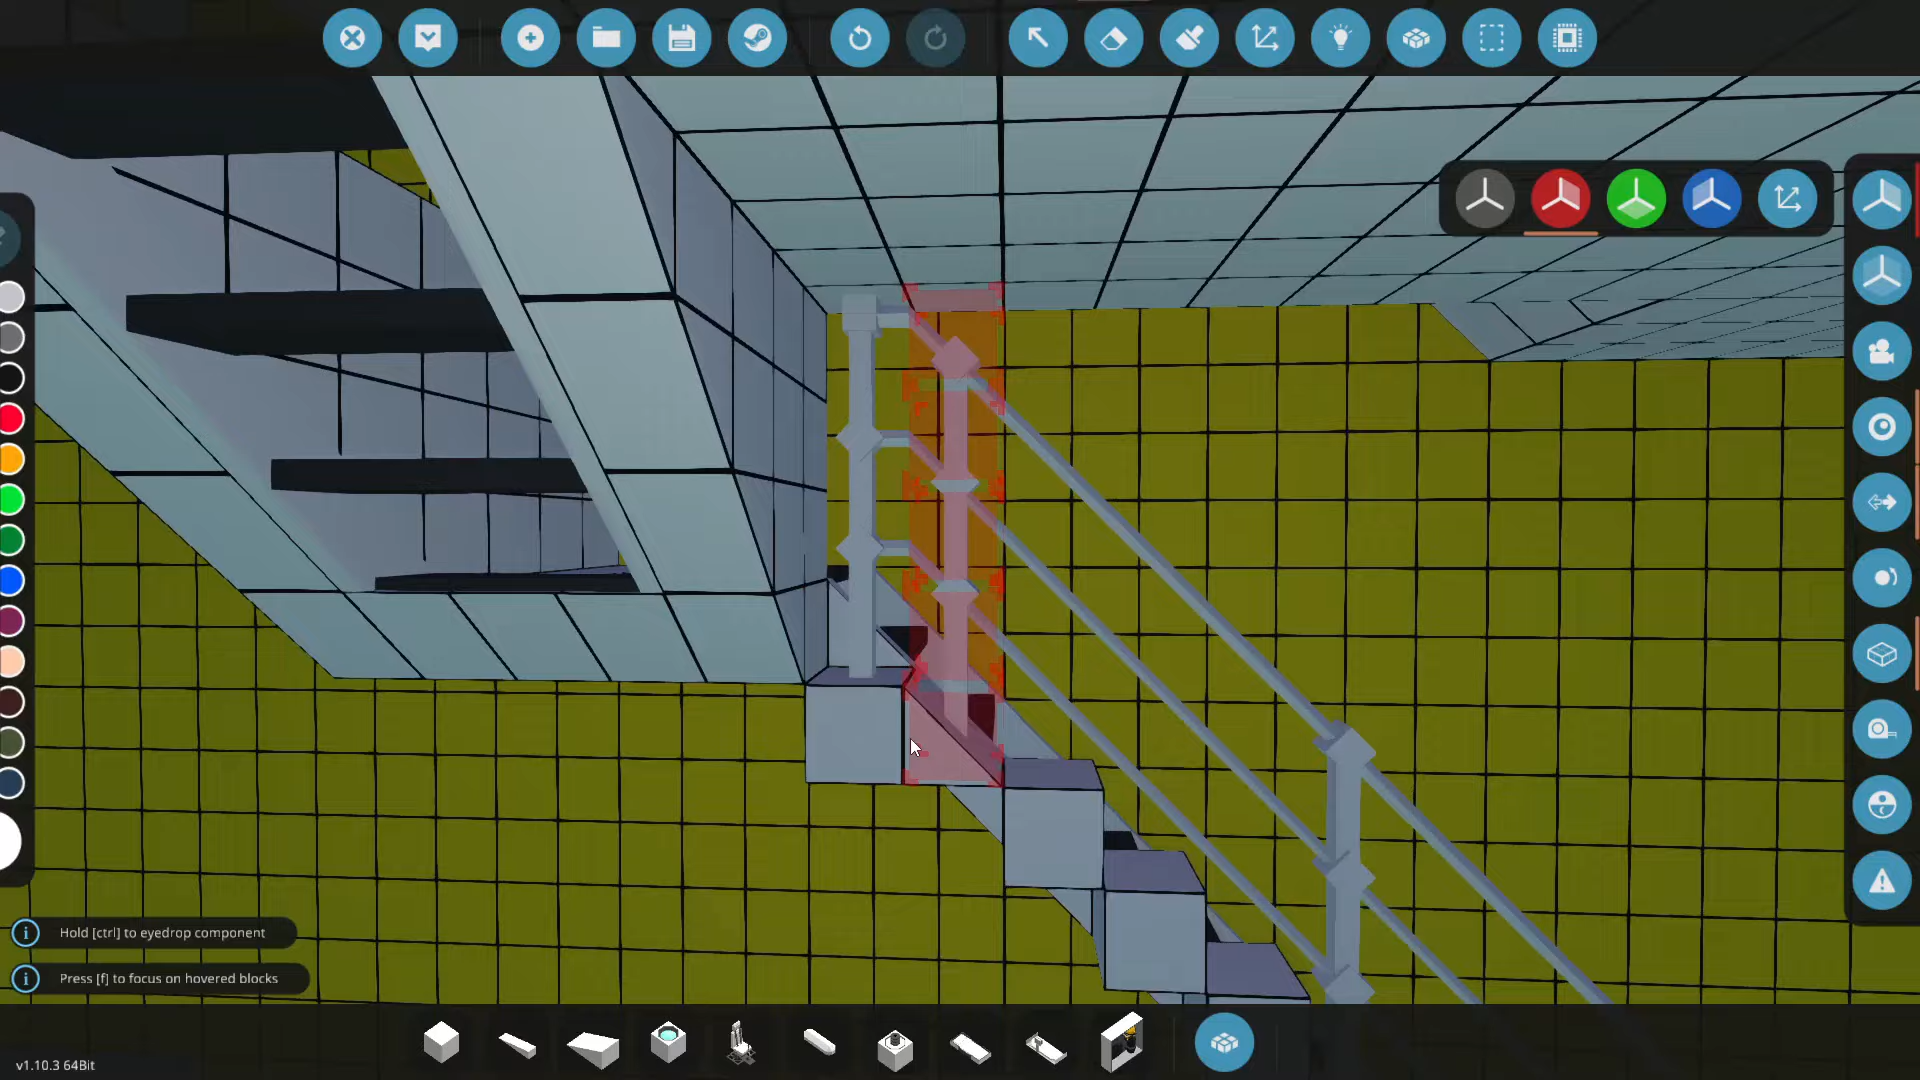 Hold [ctrl] to eyedrop component
Press [f] to focus on hovered blocks
v1.10.3 64Bit